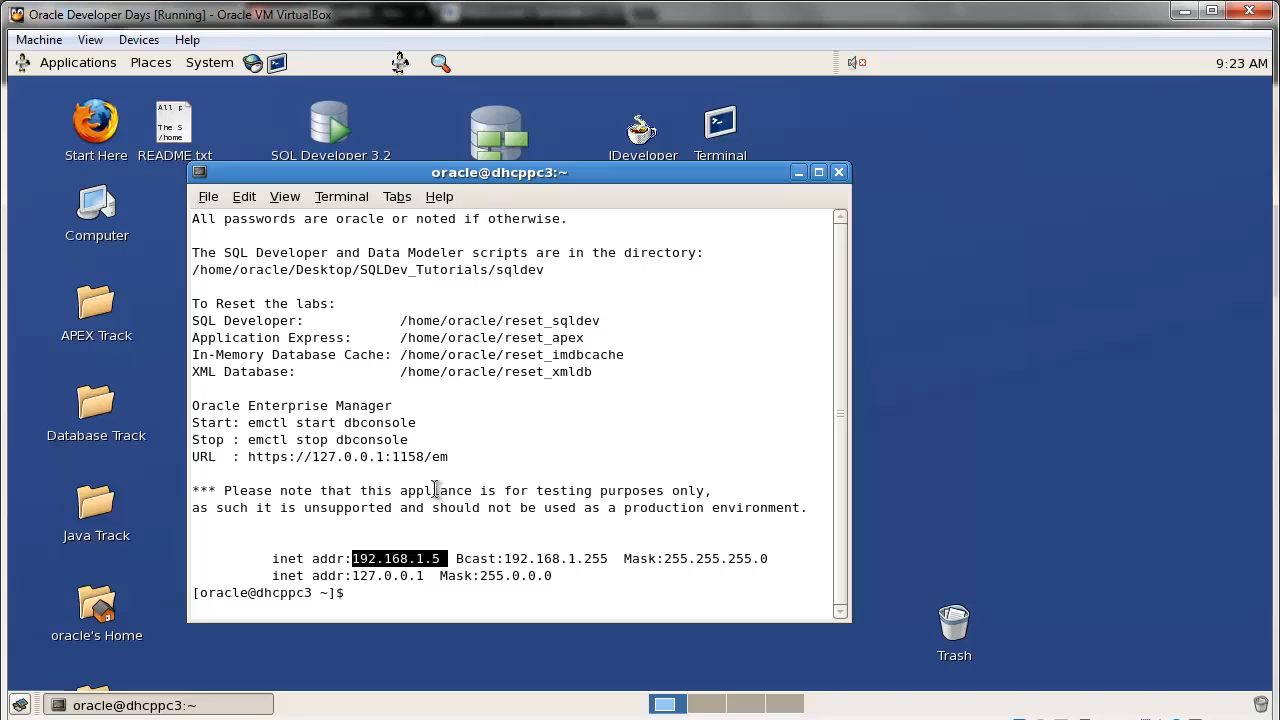 Oracle Developer Days [Running] - Oracle VM VirtualBox
Machine View Devices Help
Applications Places System
9:23 AM
All p
The S
/home
Start Here
README.txt
SQL Developer 3.2
JDeveloper
Terminal
Computer
APEX Track
Database Track
Java Track
oracle's Home
Trash
oracle@dhcppc3:~
File Edit View Terminal Tabs Help
All passwords are oracle or noted if otherwise.
The SQL Developer and Data Modeler scripts are in the directory:
/home/oracle/Desktop/SQLDev_Tutorials/sqldev
To Reset the labs:
SQL Developer: /home/oracle/reset_sqldev
Application Express: /home/oracle/reset_apex
In-Memory Database Cache: /home/oracle/reset_imdbcache
XML Database: /home/oracle/reset_xmldb
Oracle Enterprise Manager
Start: emctl start dbconsole
Stop : emctl stop dbconsole
URL : https://127.0.0.1:1158/em
*** Please note that this appliance is for testing purposes only,
as such it is unsupported and should not be used as a production environment.
inet addr:192.168.1.5 Bcast:192.168.1.255 Mask:255.255.255.0
inet addr:127.0.0.1 Mask:255.0.0.0
[oracle@dhcppc3 ~]$
oracle@dhcppc3:~